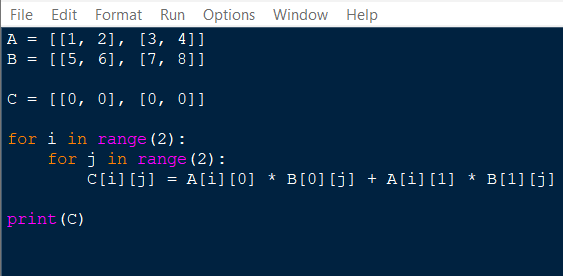 File Edit Format Run Options Window Help
A = [[1, 2], [3, 4]]
B = [[5, 6], [7, 8]]
C = [[0, 0], [0, 0]]
for i in range(2):
    for j in range(2):
        C[i][j] = A[i][0] * B[0][j] + A[i][1] * B[1][j]
print(C)